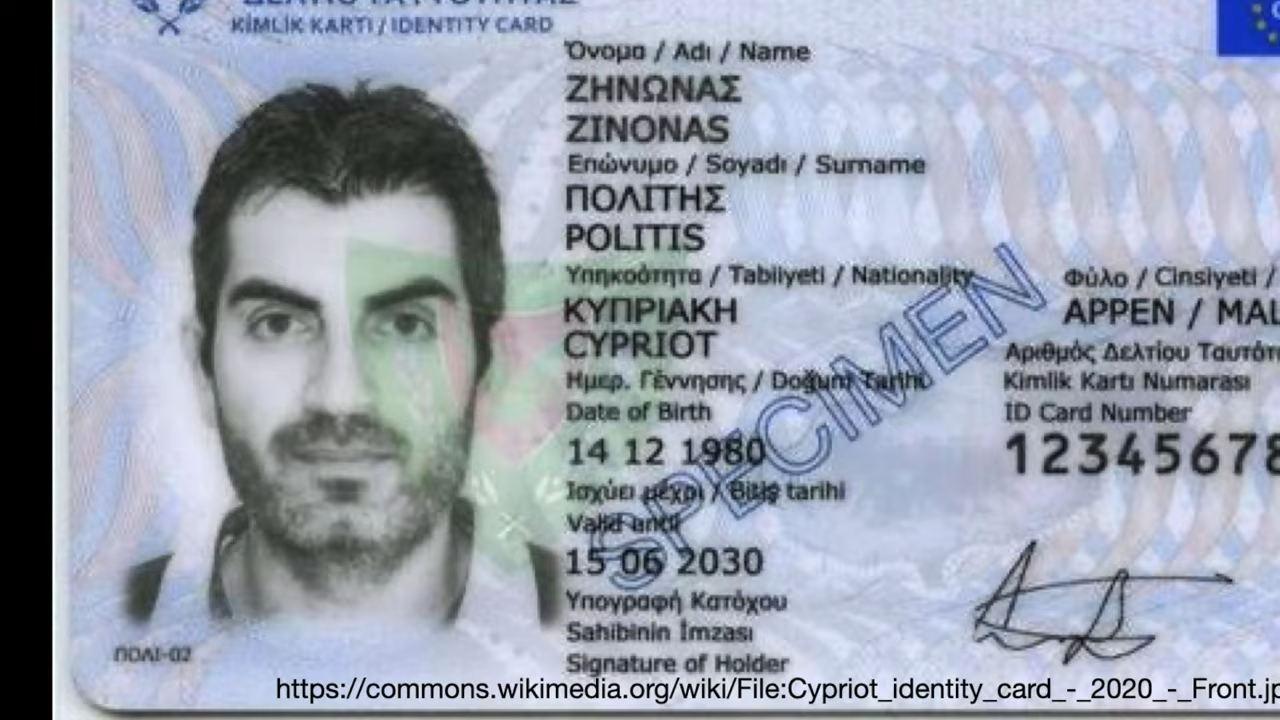 KİMLİK KARTI / IDENTITY CARD
Όνομα / Adı / Name
ΖΗΝΩΝΑΣ
ZINONAS
Επώνυμο / Soyadı / Surname
ΠΟΛΙΤΗΣ
POLITIS
Υπηκοότητα / Tabiiyeti / Nationality
ΚΥΠΡΙΑΚΗ
CYPRIOT
Φύλο / Cinsiyeti /
ΑΡΡΕΝ / MAL
Ημερ. Γέννησης / Doğum Tarihi
Date of Birth
14 12 1980
Αριθμός Δελτίου Ταυτότη
Kimlik Kartı Numarası
ID Card Number
12345678
Ισχύει μέχρι / Bitiş tarihi
Valid until
15 06 2030
SPECIMEN
Υπογραφή Κατόχου
Sahibinin İmzası
Signature of Holder
ΠΟΛΙ-02
https://commons.wikimedia.org/wiki/File:Cypriot_identity_card_-_2020_-_Front.jp